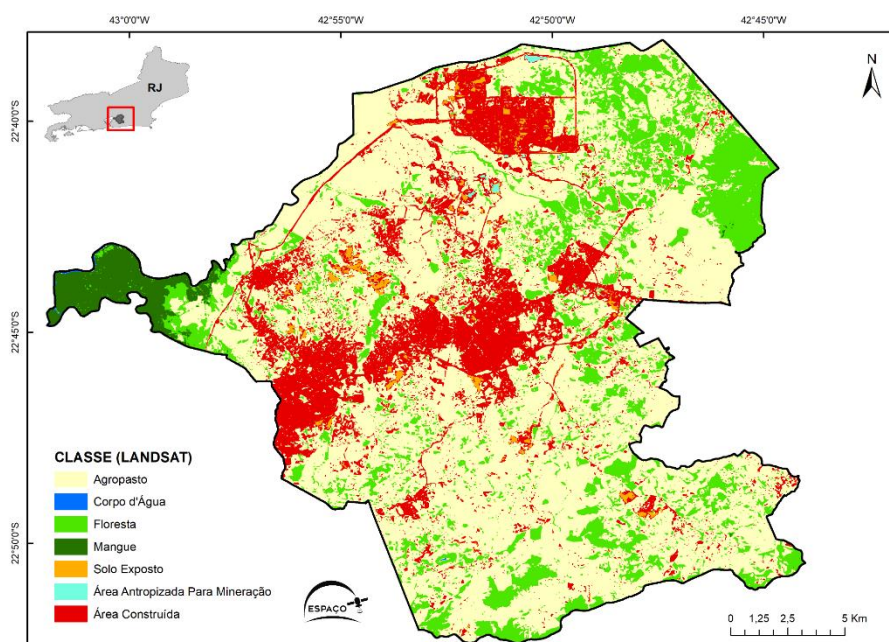 43°0'0"W
42°55'0"W
42°50'0"W
42°45'0"W
N
RJ
22°40'0"S
22°45'0"S
22°50'0"S
CLASSE (LANDSAT)
Agropasto
Corpo d'Água
Floresta
Mangue
Solo Exposto
Área Antropizada Para Mineração
Área Construída
ESPAÇO
0 1,25 2,5 5 Km